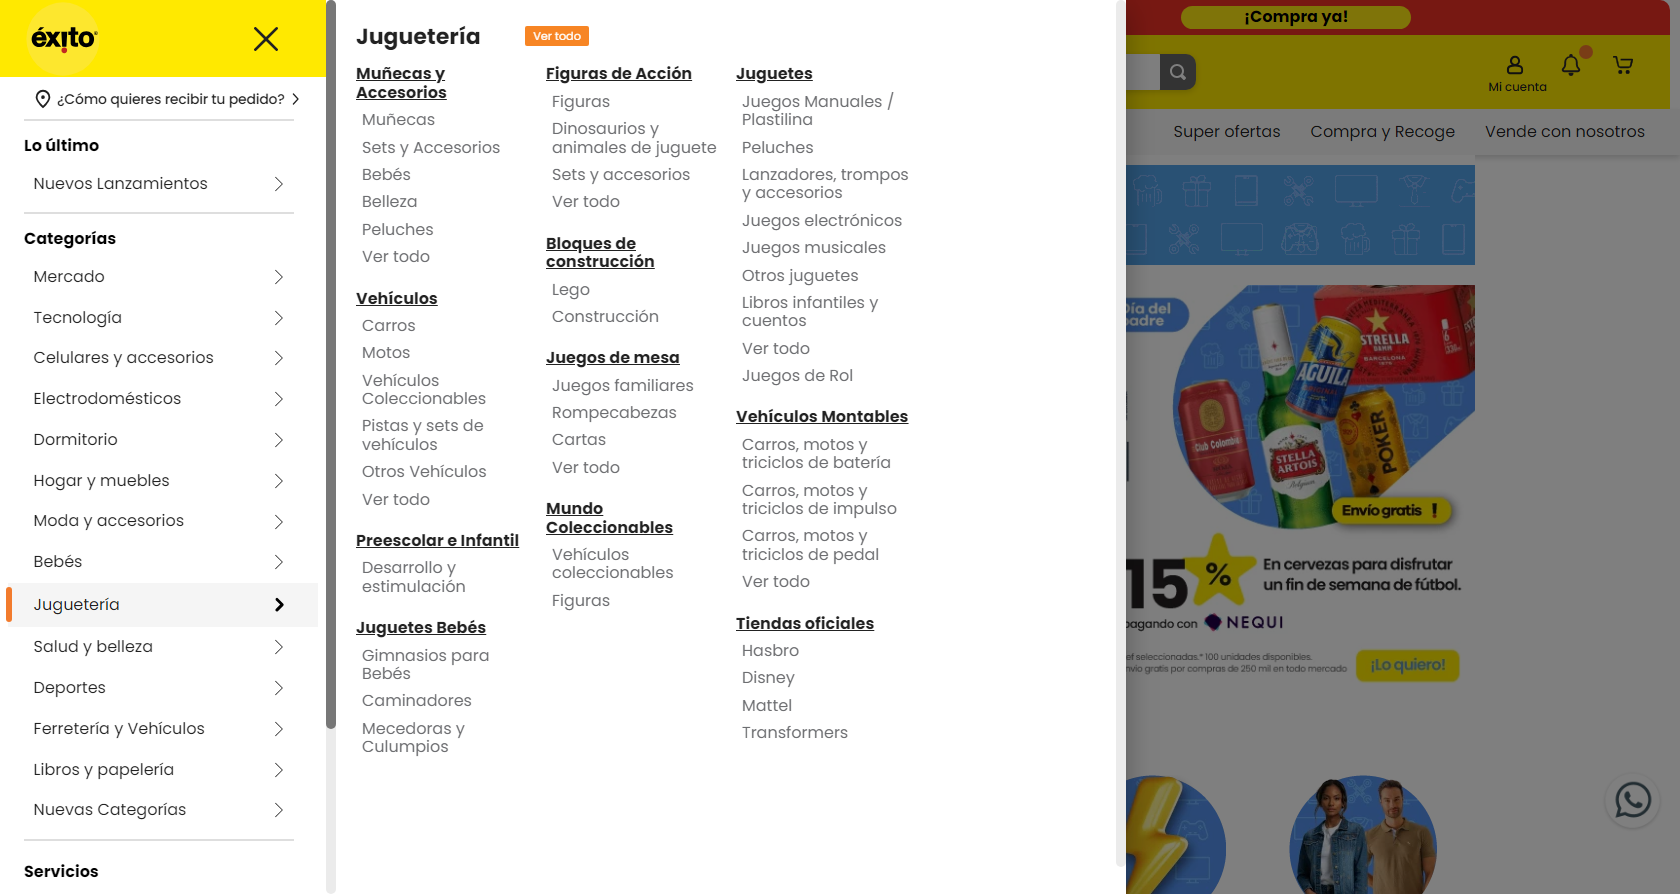 éxito
¿Cómo quieres recibir tu pedido?
Lo último
Nuevos Lanzamientos
Categorías
Mercado
Tecnología
Celulares y accesorios
Electrodomésticos
Dormitorio
Hogar y muebles
Moda y accesorios
Bebés
Juguetería
Salud y belleza
Deportes
Ferretería y Vehículos
Libros y papelería
Nuevas Categorías
Servicios
Juguetería
Ver todo
Muñecas y
Accesorios
Muñecas
Sets y Accesorios
Bebés
Belleza
Peluches
Ver todo
Vehículos
Carros
Motos
Vehículos
Coleccionables
Pistas y sets de
vehículos
Otros Vehículos
Ver todo
Preescolar e Infantil
Desarrollo y
estimulación
Juguetes Bebés
Gimnasios para
Bebés
Caminadores
Mecedoras y
Culumpios
Figuras de Acción
Figuras
Dinosaurios y
animales de juguete
Sets y accesorios
Ver todo
Bloques de
construcción
Lego
Construcción
Juegos de mesa
Juegos familiares
Rompecabezas
Cartas
Ver todo
Mundo
Coleccionables
Vehículos
coleccionables
Figuras
Juguetes
Juegos Manuales /
Plastilina
Peluches
Lanzadores, trompos
y accesorios
Juegos electrónicos
Juegos musicales
Otros juguetes
Libros infantiles y
cuentos
Ver todo
Juegos de Rol
Vehículos Montables
Carros, motos y
triciclos de batería
Carros, motos y
triciclos de impulso
Carros, motos y
triciclos de pedal
Ver todo
Tiendas oficiales
Hasbro
Disney
Mattel
Transformers
¡Compra ya!
Mi cuenta
Super ofertas
Compra y Recoge
Vende con nosotros
Día del
padre
ESTRELLA
DAMM
BARCELONA
AGUILA
Club Colombia
STELLA
ARTOIS
Belgium
POKER
Envío gratis !
15 %
En cervezas para disfrutar
un fin de semana de fútbol.
pagando con NEQUI
ef seleccionadas.* 100 unidades disponibles.
nvío gratis por compras de 250 mil en todo mercado
¡Lo quiero!